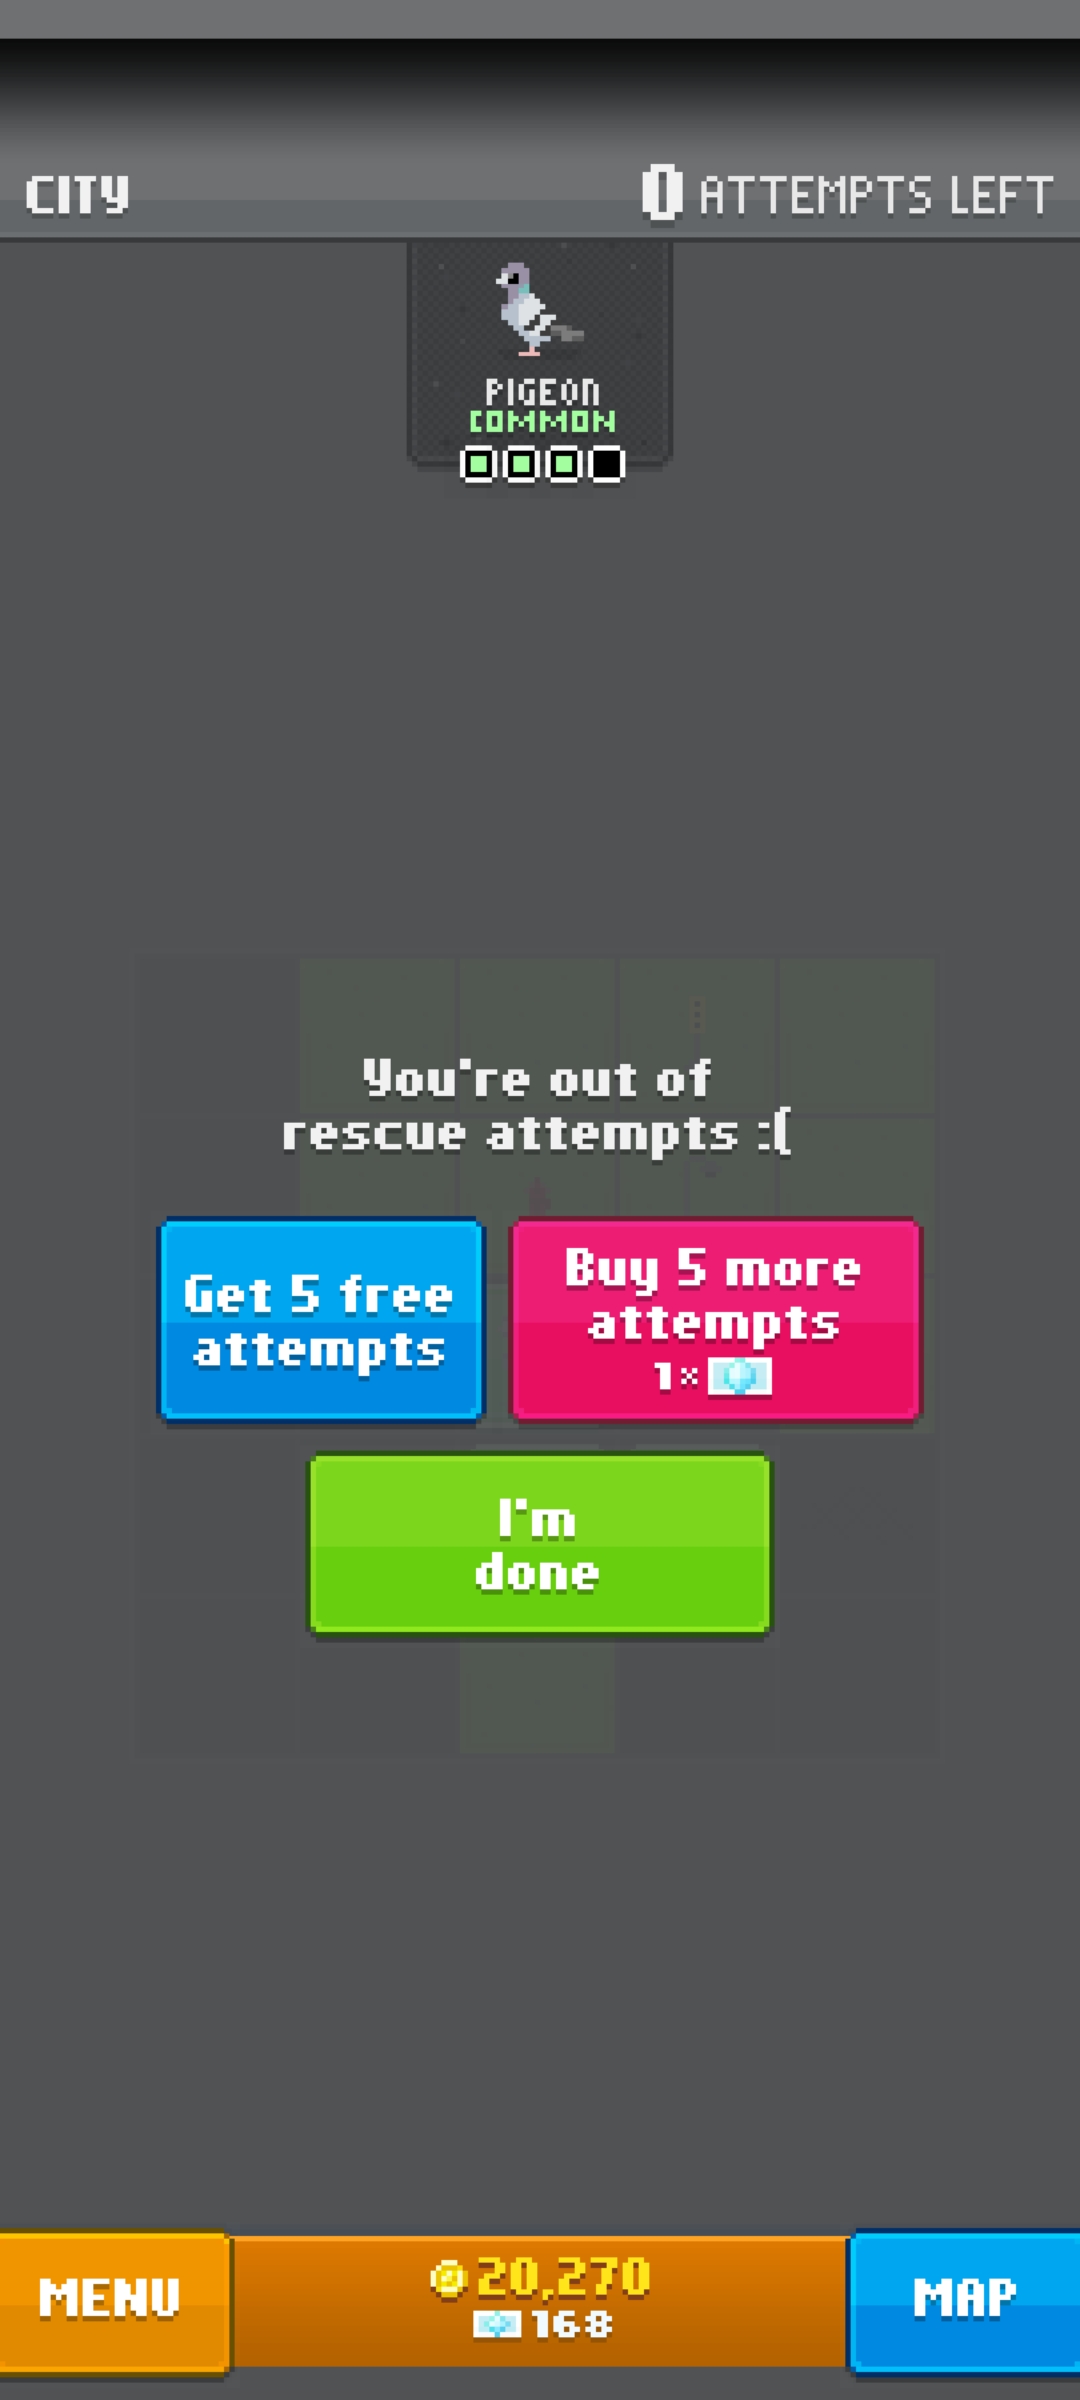 CITY
0 ATTEMPTS LEFT
PIGEON
COMMON
You're out of
rescue attempts :(
Get 5 free
attempts
Buy 5 more
attempts
1×
I'm
done
MENU
20,270
168
MAP